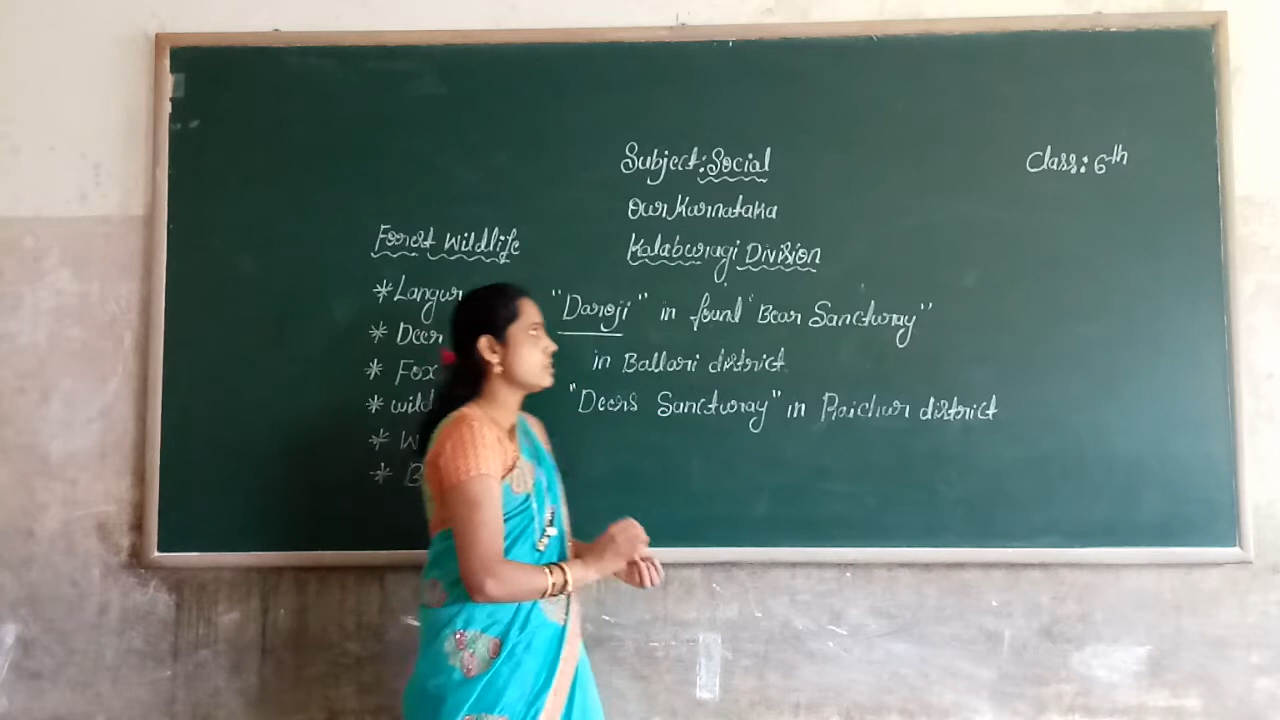 Subject: Social
Class: 6th
Our Karnataka
Forest Wildlife
Kalaburagi Division
* Langur
* Deer
* Fox
* wild
"Daroji" in found "Bear Sancturay"
in Ballari district.
"Deers Sancturay" in Raichur district